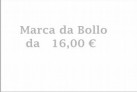 Marca da Bollo
da 16,00 €